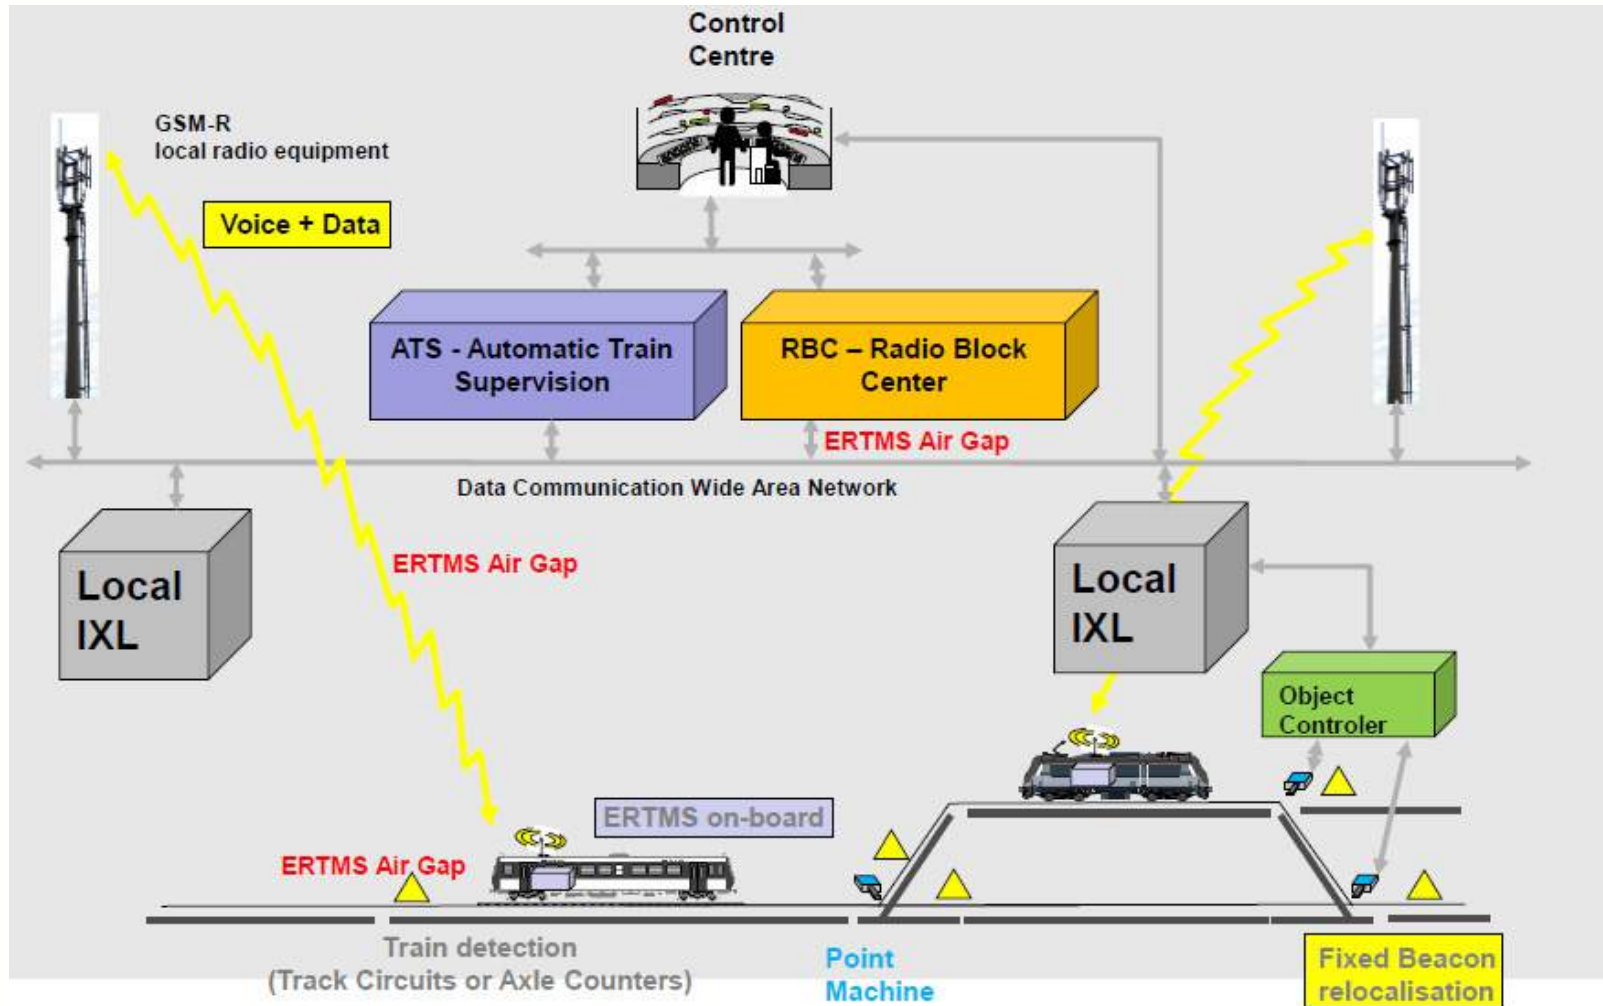 Control
Centre
GSM-R
local radio equipment
Voice + Data
ATS - Automatic Train
Supervision
RBC – Radio Block
Center
ERTMS Air Gap
Data Communication Wide Area Network
ERTMS Air Gap
Local
IXL
Local
IXL
Object
Controler
ERTMS on-board
ERTMS Air Gap
Train detection
(Track Circuits or Axle Counters)
Point
Machine
Fixed Beacon
relocalisation